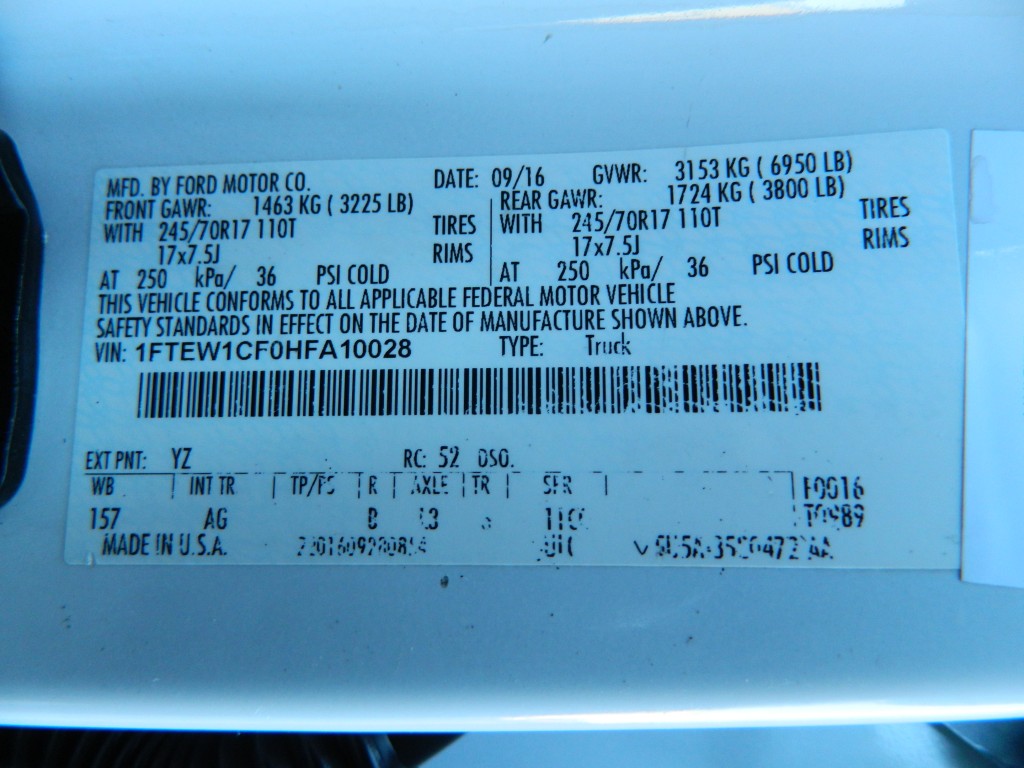 MFD. BY FORD MOTOR CO. DATE: 09/16 GVWR: 3153 KG ( 6950 LB)
FRONT GAWR: 1463 KG ( 3225 LB) REAR GAWR: 1724 KG ( 3800 LB)
WITH 245/70R17 110T TIRES WITH 245/70R17 110T TIRES
17x7.5J RIMS 17x7.5J RIMS
AT 250 kPa/ 36 PSI COLD AT 250 kPa/ 36 PSI COLD
THIS VEHICLE CONFORMS TO ALL APPLICABLE FEDERAL MOTOR VEHICLE
SAFETY STANDARDS IN EFFECT ON THE DATE OF MANUFACTURE SHOWN ABOVE.
VIN: 1FTEW1CF0HFA10028 TYPE: Truck
EXT PNT: YZ RC: 52 DSO:
WB INT TR TP/PS R AXLE TR SPR F0016
157 AG B
MADE IN U.S.A.